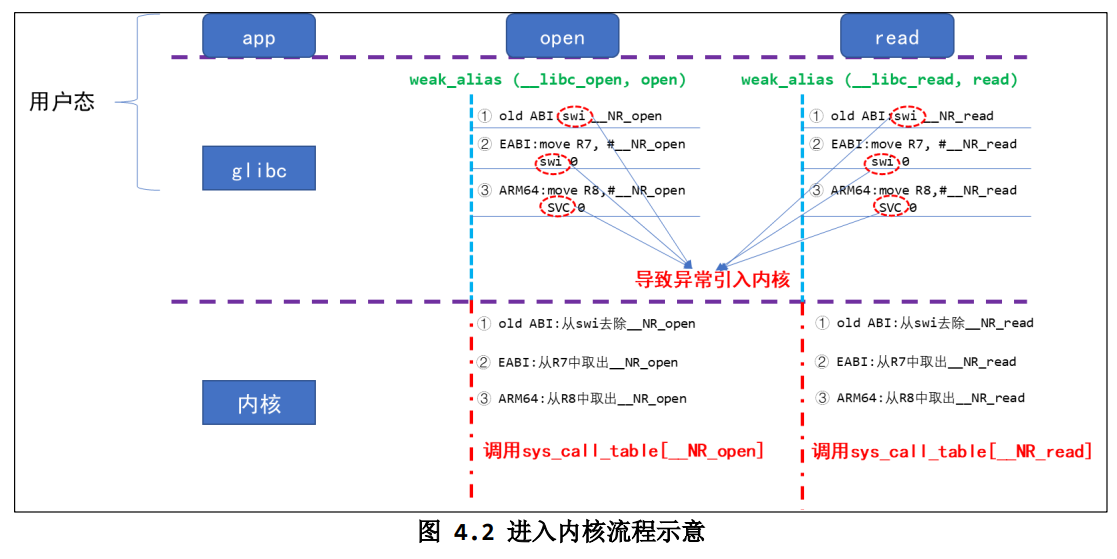 app
open
read
用户态
weak_alias (__libc_open, open)
weak_alias (__libc_read, read)
glibc
① old ABI:swi __NR_open
② EABI:move R7, #__NR_open
swi 0
③ ARM64:move R8,#__NR_open
SVC 0
① old ABI:swi __NR_read
② EABI:move R7, #__NR_read
swi 0
③ ARM64:move R8,#__NR_read
SVC 0
导致异常引入内核
内核
① old ABI:从swi去除__NR_open
② EABI:从R7中取出__NR_open
③ ARM64:从R8中取出__NR_open
调用sys_call_table[__NR_open]
① old ABI:从swi去除__NR_read
② EABI:从R7中取出__NR_read
③ ARM64:从R8中取出__NR_read
调用sys_call_table[__NR_read]
图 4.2 进入内核流程示意